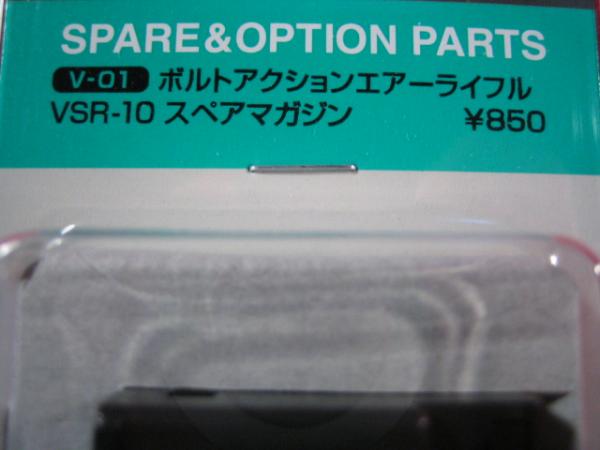 SPARE&OPTION PARTS
V-01 ボルトアクションエアーライフル
VSR-10 スペアマガジン ¥850